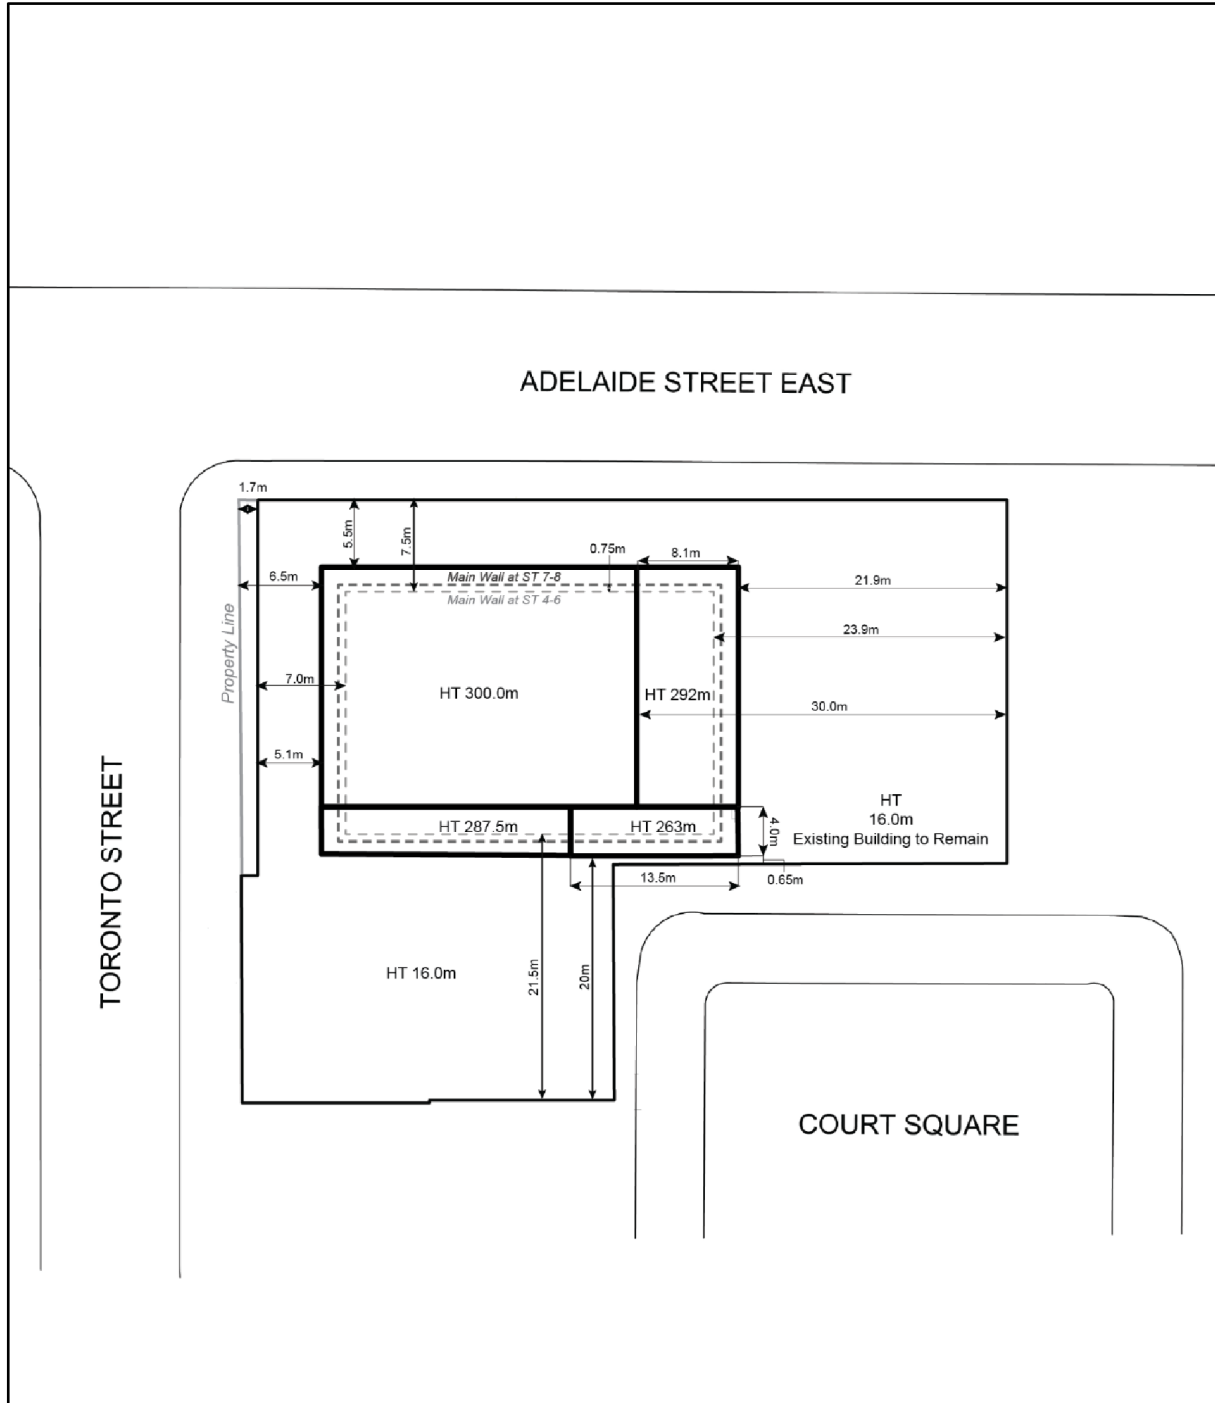 ADELAIDE STREET EAST
1.7m
5.5m
7.5m
0.75m
8.1m
6.5m
Main Wall at ST 7-8
21.9m
Main Wall at ST 4-6
23.9m
Property Line
7.0m
HT 300.0m
HT 292m
30.0m
5.1m
HT
16.0m
Existing Building to Remain
HT 287.5m
HT 263m
4.0m
13.5m
0.65m
TORONTO STREET
HT 16.0m
21.5m
20m
COURT SQUARE